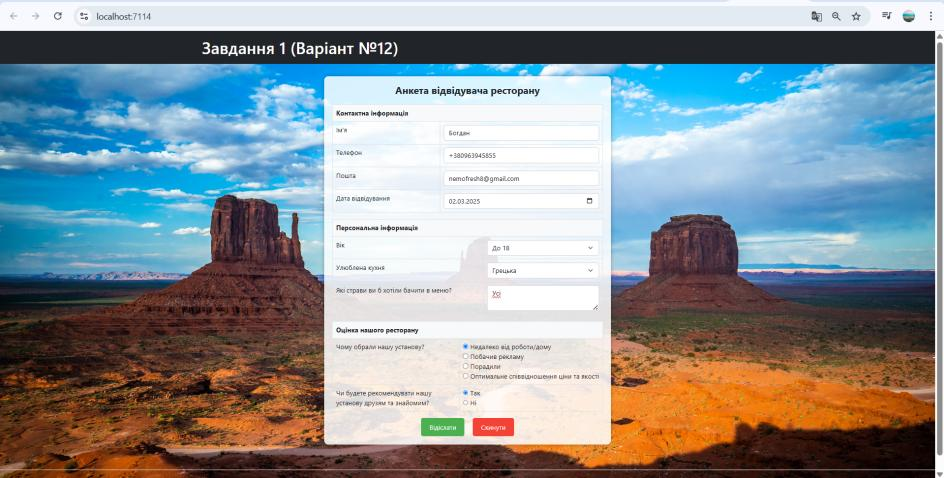 localhost:7114
Завдання 1 (Варіант №12)
Анкета відвідувача ресторану
Контактна інформація
Ім'я
Богдан
Телефон
+380963945855
Пошта
nemofresh8@gmail.com
Дата відвідування
02.03.2025
Персональна інформація
Вік
До 18
Улюблена кухня
Грецька
Які страви ви б хотіли бачити в меню?
Усі
Оцінка нашого ресторану
Чому обрали нашу установу?
Недалеко від роботи/дому
Побачив рекламу
Порадили
Оптимальне співвідношення ціни та якості
Чи будете рекомендувати нашу
установу друзям та знайомим?
Так
Ні
Відіслати
Скинути